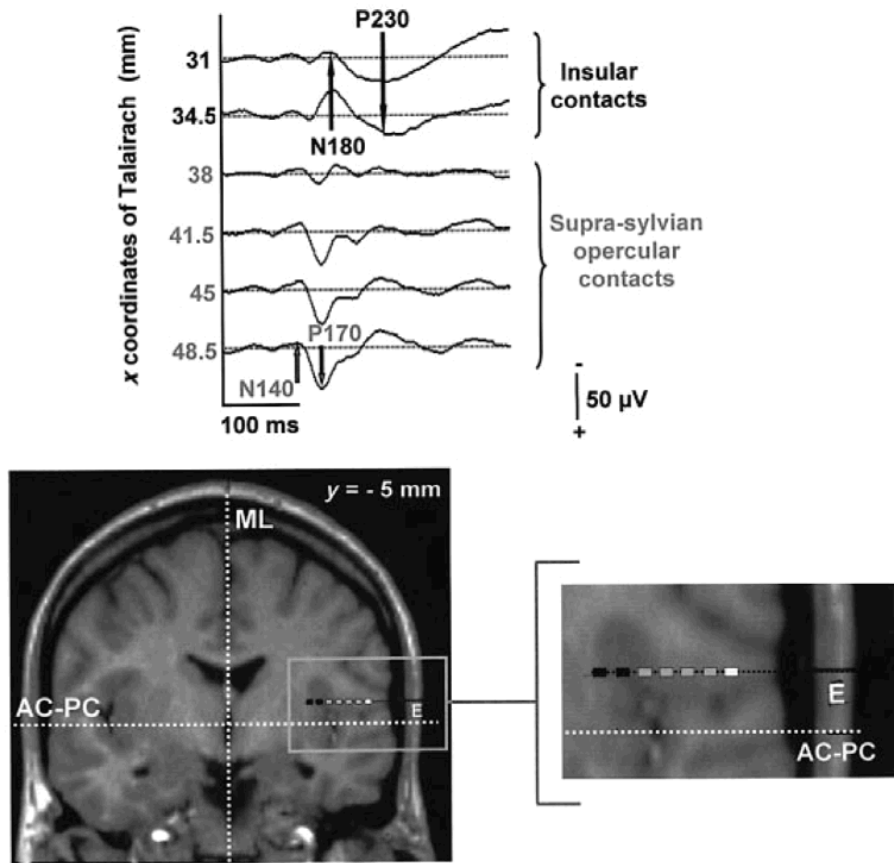 P230
x coordinates of Talairach (mm)
31
34.5
38
41.5
45
48.5
N180
P170
N140
100 ms
Insular
contacts
Supra-sylvian
opercular
contacts
-
50 µV
+
y = - 5 mm
ML
AC-PC
E
E
AC-PC